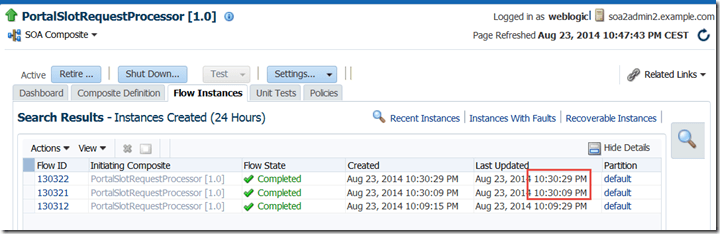 PortalSlotRequestProcessor [1.0]
Logged in as weblogic soa2admin2.example.com
SOA Composite
Page Refreshed Aug 23, 2014 10:47:43 PM CEST
Active Retire ... Shut Down... Test Settings... Related Links
Dashboard Composite Definition Flow Instances Unit Tests Policies
Search Results - Instances Created (24 Hours) Recent Instances Instances With Faults Recoverable Instances
Actions View Hide Details
Flow ID Initiating Composite Flow State Created Last Updated Partition
130322 PortalSlotRequestProcessor [1.0] Completed Aug 23, 2014 10:30:29 PM Aug 23, 2014 10:30:29 PM default
130321 PortalSlotRequestProcessor [1.0] Completed Aug 23, 2014 10:30:09 PM Aug 23, 2014 10:30:09 PM default
130312 PortalSlotRequestProcessor [1.0] Completed Aug 23, 2014 10:09:15 PM Aug 23, 2014 10:09:29 PM default